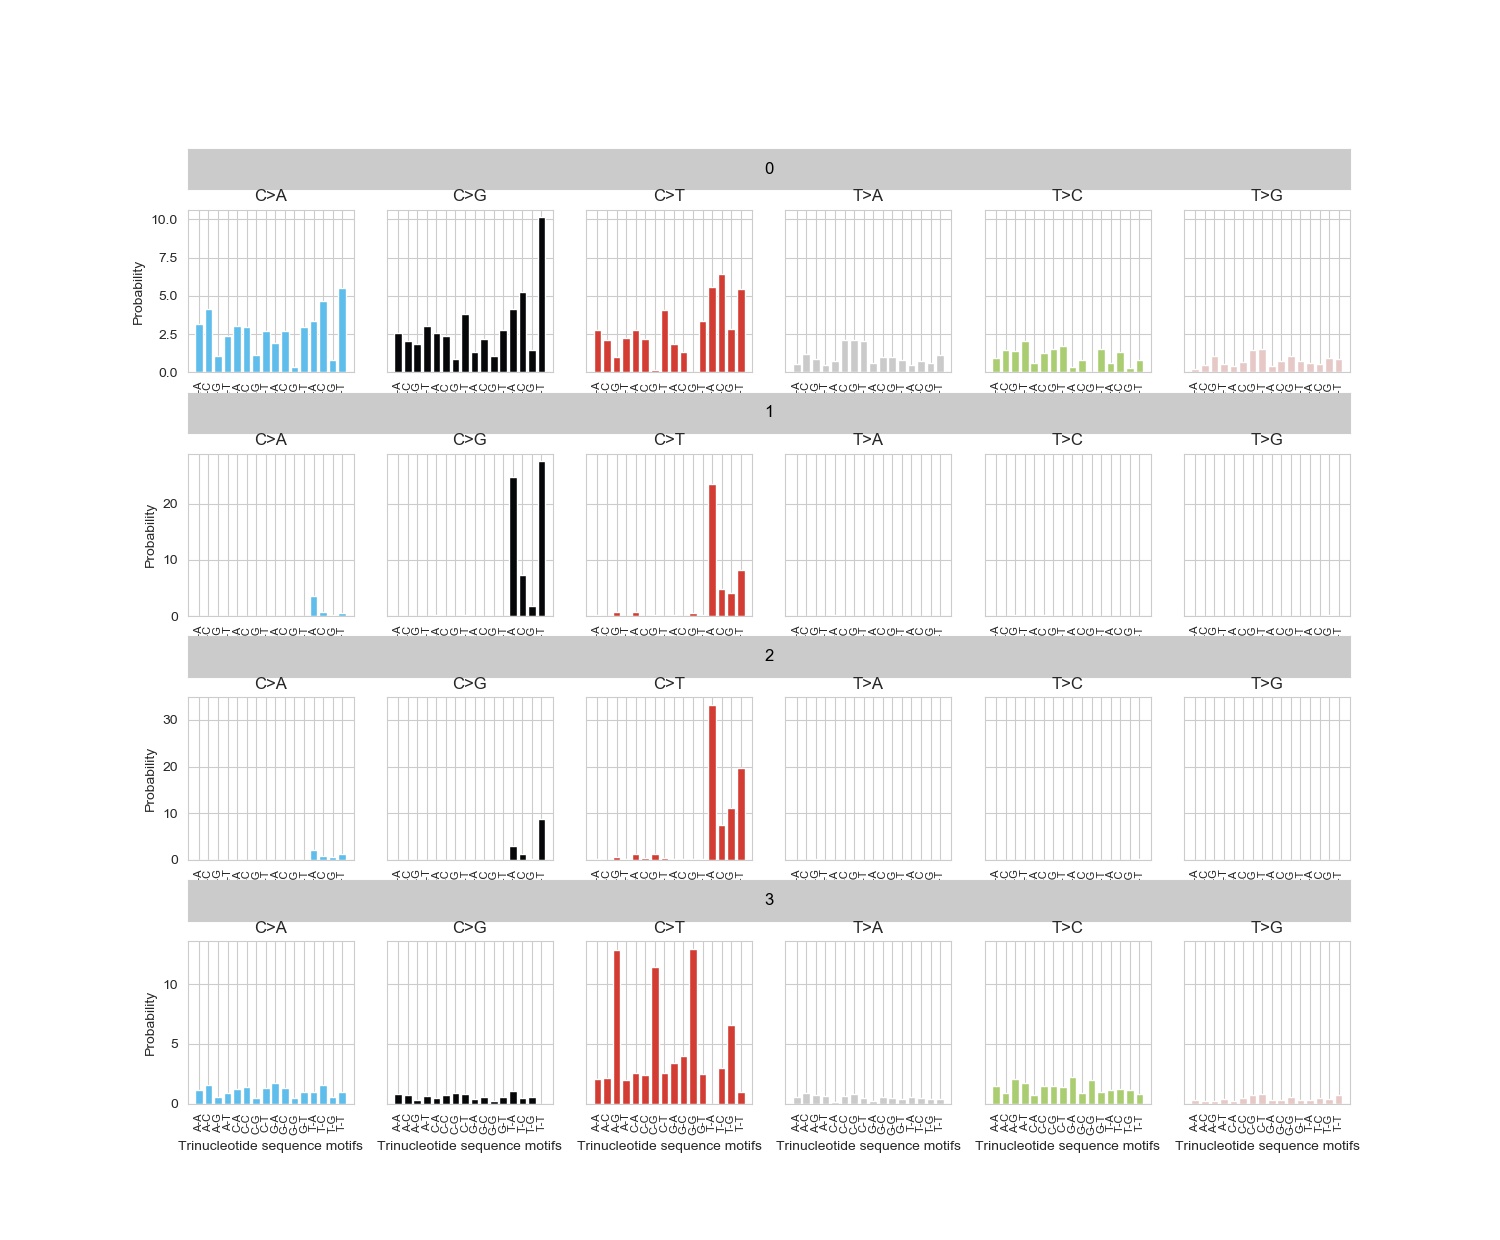 0
C>A C>G C>T T>A T>C T>G
10.0
7.5
5.0
2.5
0.0
Probability
1
C>A C>G C>T T>A T>C T>G
20
10
0
Probability
2
C>A C>G C>T T>A T>C T>G
30
20
10
0
Probability
3
C>A C>G C>T T>A T>C T>G
10
5
0
Probability
A-A A-C A-G A-T C-A C-C C-G C-T G-A G-C G-G G-T T-A T-C T-G T-T
A-A A-C A-G A-T C-A C-C C-G C-T G-A G-C G-G G-T T-A T-C T-G T-T
A-A A-C A-G A-T C-A C-C C-G C-T G-A G-C G-G G-T T-A T-C T-G T-T
A-A A-C A-G A-T C-A C-C C-G C-T G-A G-C G-G G-T T-A T-C T-G T-T
A-A A-C A-G A-T C-A C-C C-G C-T G-A G-C G-G G-T T-A T-C T-G T-T
A-A A-C A-G A-T C-A C-C C-G C-T G-A G-C G-G G-T T-A T-C T-G T-T
Trinucleotide sequence motifs Trinucleotide sequence motifs Trinucleotide sequence motifs Trinucleotide sequence motifs Trinucleotide sequence motifs Trinucleotide sequence motifs